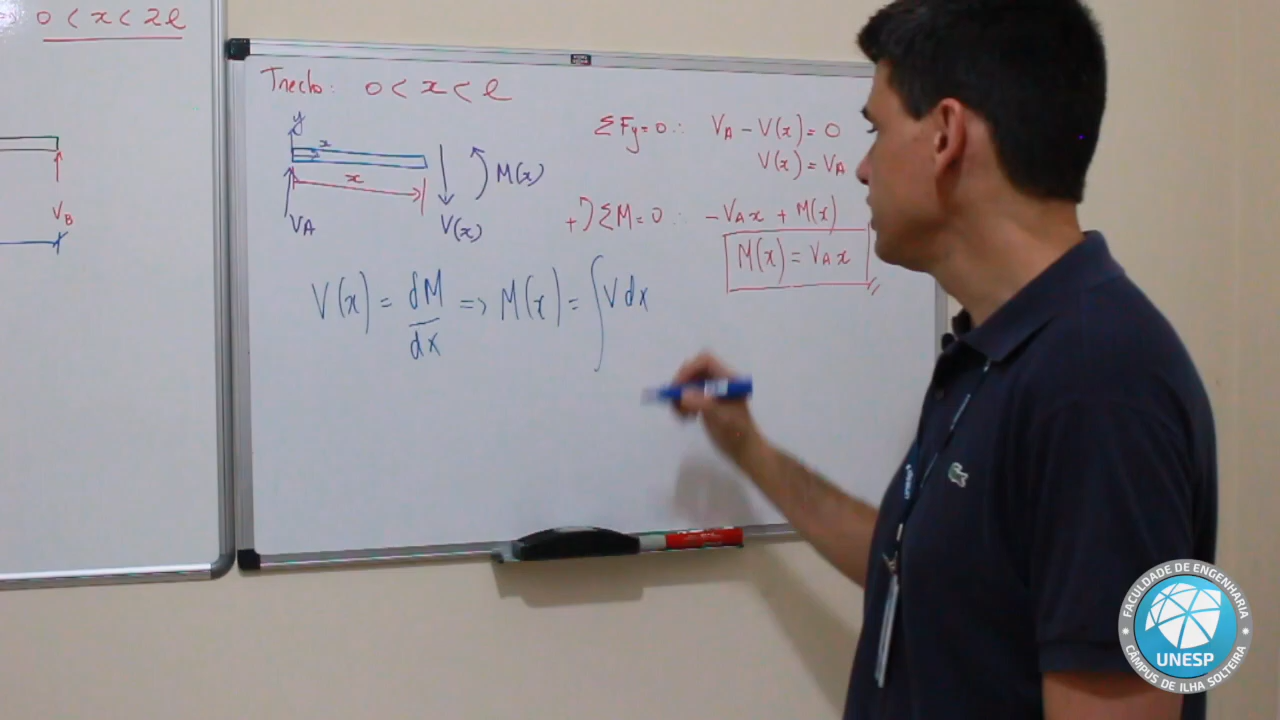 0 < x < 2l
V_B
Trecho: 0 < x < l
y
x
x
V_A
V(x)
M(x)
ΣFy=0 ∴ V_A - V(x) = 0
V(x) = V_A
+) ΣM=0 ∴ -V_A x + M(x)
M(x) = V_A x
V(x) = dM/dx => M(x) = ∫V dx
FACULDADE DE ENGENHARIA
UNESP
CÂMPUS DE ILHA SOLTEIRA